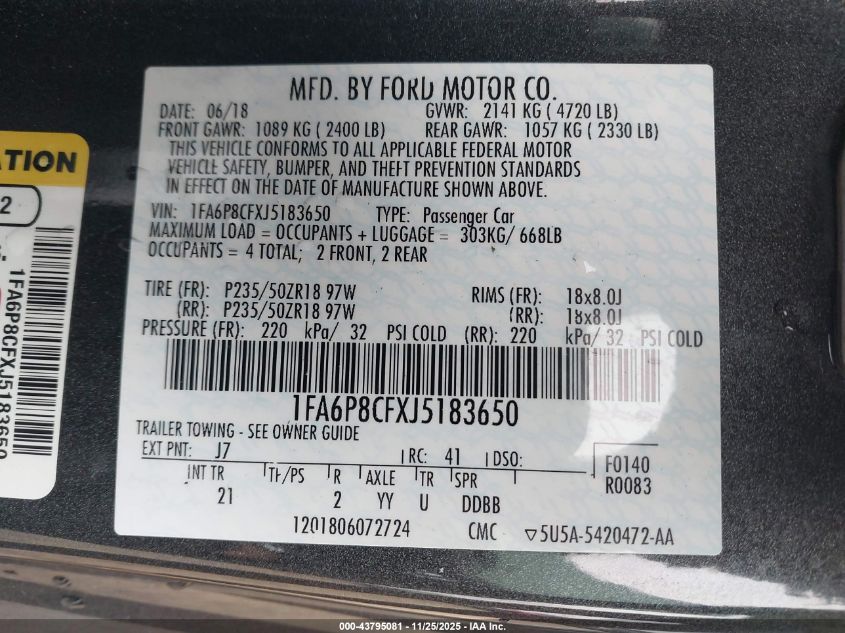 MFD. BY FORD MOTOR CO.
DATE: 06/18 GVWR: 2141 KG ( 4720 LB)
FRONT GAWR: 1089 KG ( 2400 LB) REAR GAWR: 1057 KG ( 2330 LB)
THIS VEHICLE CONFORMS TO ALL APPLICABLE FEDERAL MOTOR
VEHICLE SAFETY, BUMPER, AND THEFT PREVENTION STANDARDS
IN EFFECT ON THE DATE OF MANUFACTURE SHOWN ABOVE.
VIN: 1FA6P8CFXJ5183650 TYPE: Passenger Car
MAXIMUM LOAD = OCCUPANTS + LUGGAGE = 303KG/ 668LB
OCCUPANTS = 4 TOTAL; 2 FRONT, 2 REAR
TIRE (FR): P235/50ZR18 97W RIMS (FR): 18x8.0J
(RR): P235/50ZR18 97W (RR): 18x8.0J
PRESSURE (FR): 220 kPa/ 32 PSI COLD (RR): 220 kPa/ 32 PSI COLD
1FA6P8CFXJ5183650
TRAILER TOWING - SEE OWNER GUIDE
EXT PNT: J7 RC: 41 DSO: F0140
R0083
INT TR TP/PS R AXLE TR SPR
21 2 YY U DDBB
1201806072724 CMC ▽5U5A-5420472-AA
ATION
2
1FA6P8CFXJ5183650
000-43795081 - 11/25/2025 - IAA Inc.